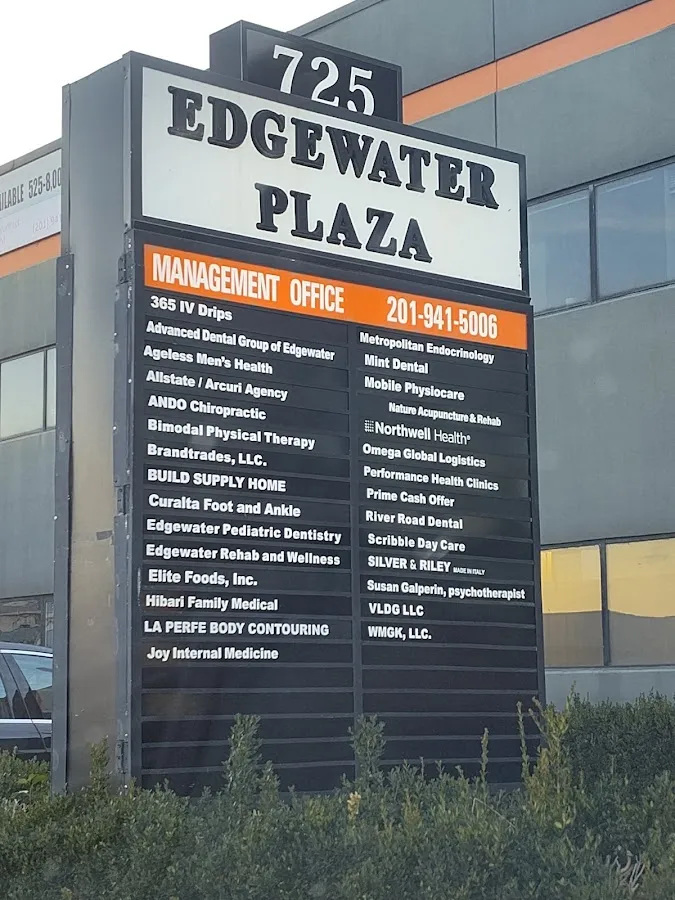 725
EDGEWATER
PLAZA
MANAGEMENT OFFICE 201-941-5006
365 IV Drips
Advanced Dental Group of Edgewater
Ageless Men's Health
Allstate / Arcuri Agency
ANDO Chiropractic
Bimodal Physical Therapy
Brandtrades, LLC.
BUILD SUPPLY HOME
Curalta Foot and Ankle
Edgewater Pediatric Dentistry
Edgewater Rehab and Wellness
Elite Foods, Inc.
Hibari Family Medical
LA PERFE BODY CONTOURING
Joy Internal Medicine
Metropolitan Endocrinology
Mint Dental
Mobile Physiocare
Nature Acupuncture & Rehab
Northwell Health®
Omega Global Logistics
Performance Health Clinics
Prime Cash Offer
River Road Dental
Scribble Day Care
SILVER & RILEY MADE IN ITALY
Susan Galperin, psychotherapist
VLDG LLC
WMGK, LLC.